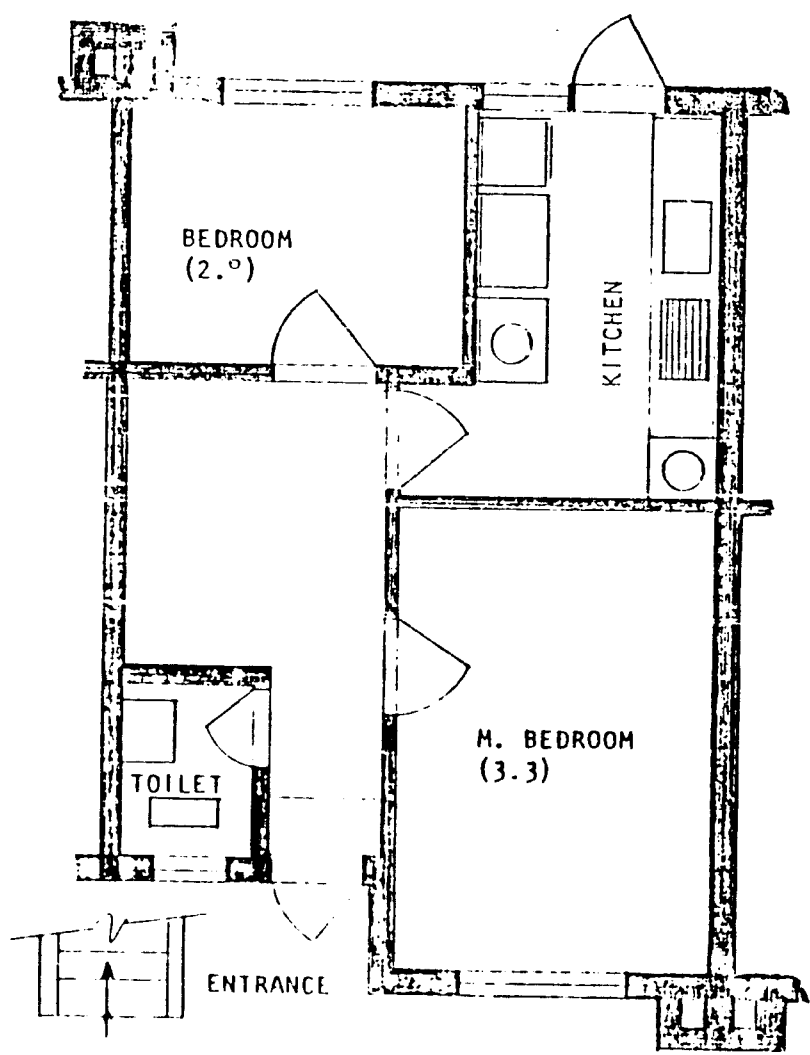 BEDROOM
(2.º)
KITCHEN
M. BEDROOM
(3.3)
TOILET
ENTRANCE